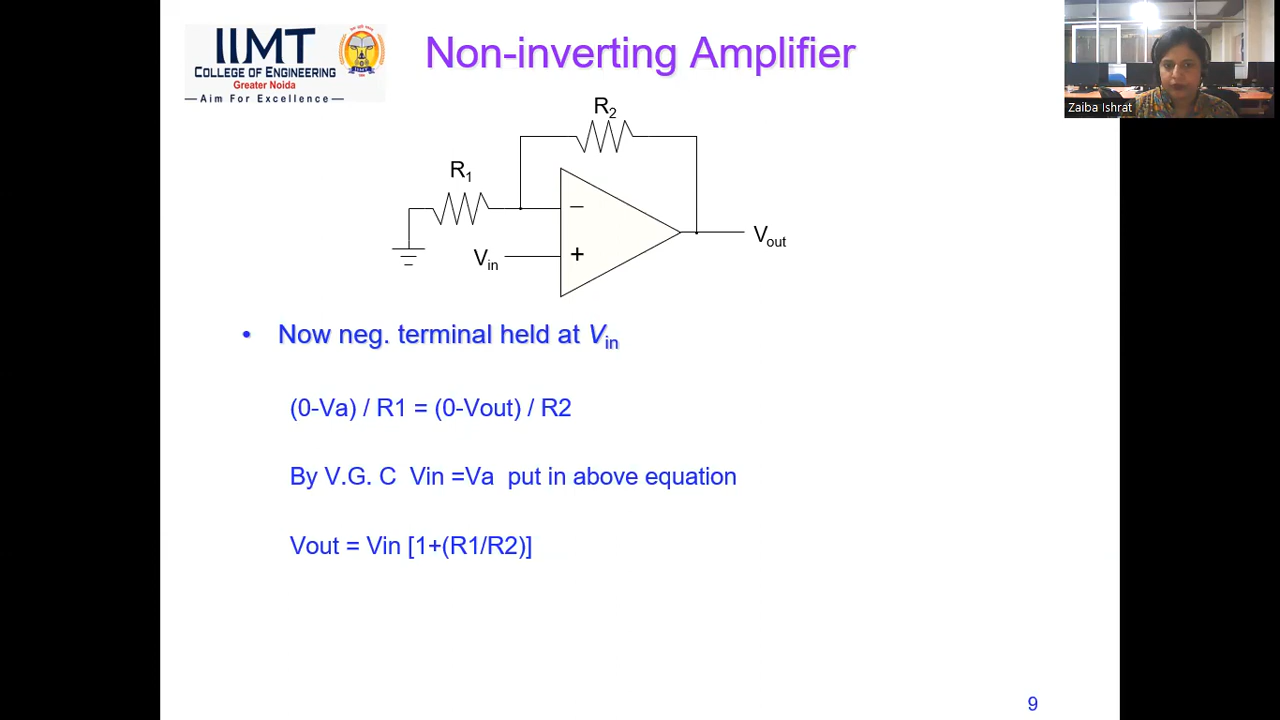 IIMT
COLLEGE OF ENGINEERING
Greater Noida
—Aim For Excellence—
Non-inverting Amplifier
Zaiba Ishrat
R2
R1
−
+
Vin
Vout
• Now neg. terminal held at Vin
(0-Va) / R1 = (0-Vout) / R2
By V.G. C Vin =Va put in above equation
Vout = Vin [1+(R1/R2)]
9